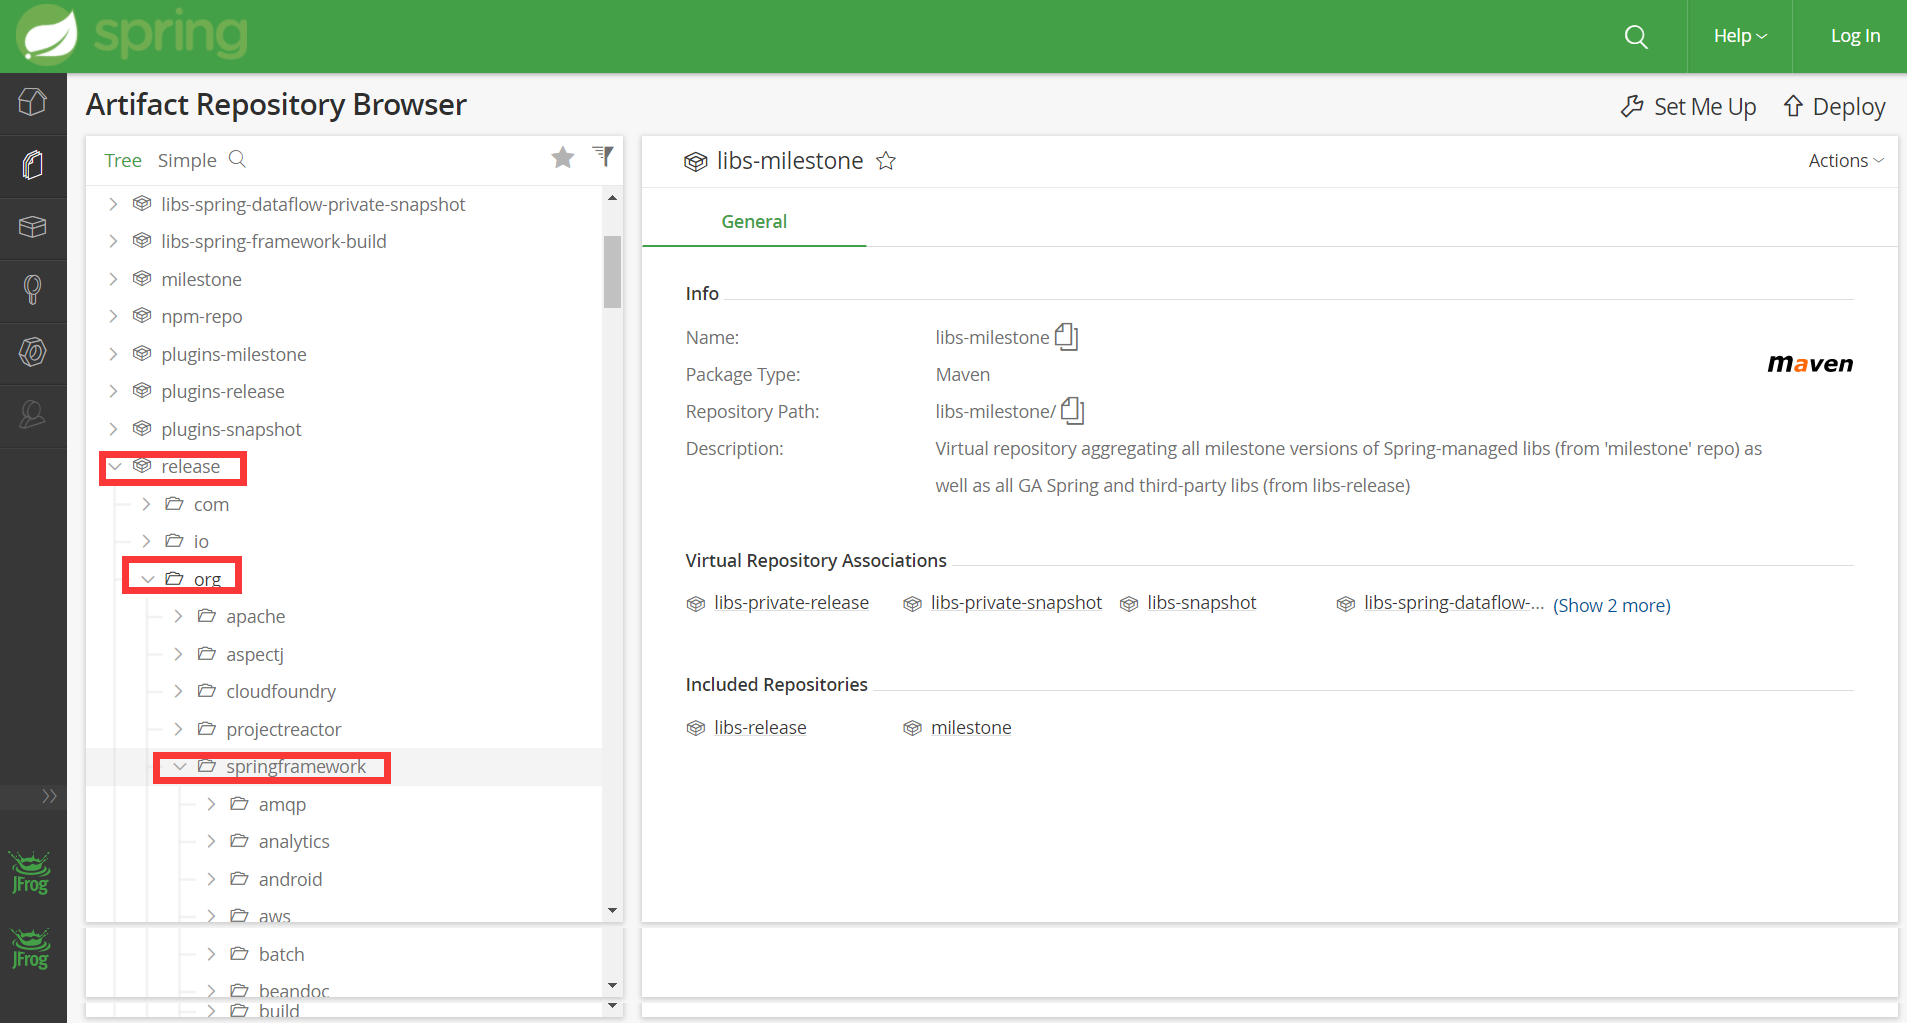 spring
Help
Log In
Artifact Repository Browser
Set Me Up
Deploy
Tree Simple
libs-spring-dataflow-private-snapshot
libs-spring-framework-build
milestone
npm-repo
plugins-milestone
plugins-release
plugins-snapshot
release
com
io
org
apache
aspectj
cloudfoundry
projectreactor
springframework
amqp
analytics
android
aws
batch
beandoc
build
JFrog
JFrog
libs-milestone
Actions
General
Info
Name: libs-milestone
Package Type: Maven
Repository Path: libs-milestone/
Description: Virtual repository aggregating all milestone versions of Spring-managed libs (from 'milestone' repo) as
well as all GA Spring and third-party libs (from libs-release)
maven
Virtual Repository Associations
libs-private-release libs-private-snapshot libs-snapshot libs-spring-dataflow-... (Show 2 more)
Included Repositories
libs-release milestone